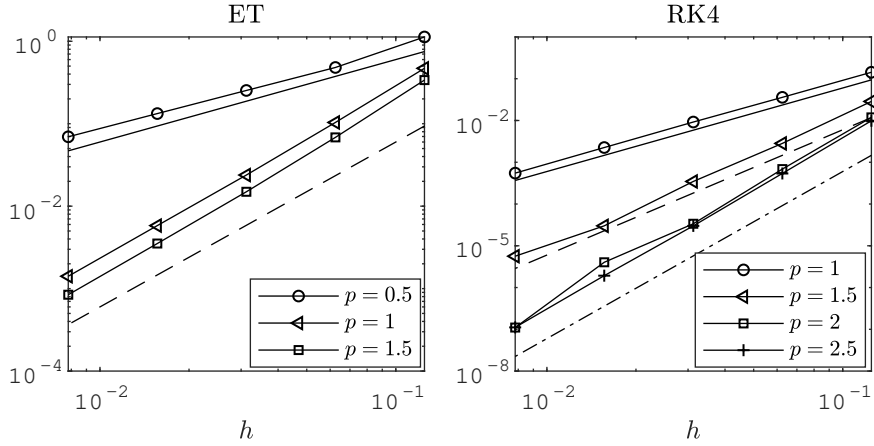 ET
10^0
10^-2
10^-4
10^-2
10^-1
h
p = 0.5
p = 1
p = 1.5
RK4
10^-2
10^-5
10^-8
10^-2
10^-1
h
p = 1
p = 1.5
p = 2
p = 2.5